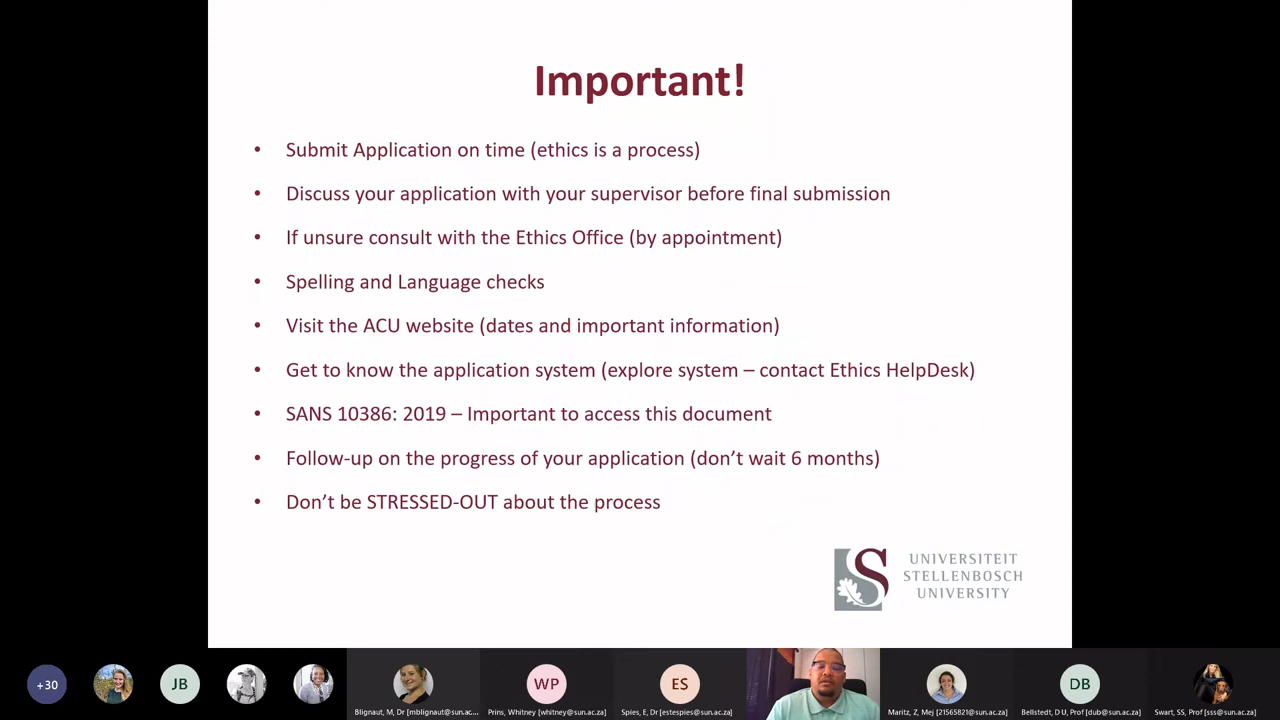 Important!
• Submit Application on time (ethics is a process)
• Discuss your application with your supervisor before final submission
• If unsure consult with the Ethics Office (by appointment)
• Spelling and Language checks
• Visit the ACU website (dates and important information)
• Get to know the application system (explore system – contact Ethics HelpDesk)
• SANS 10386: 2019 – Important to access this document
• Follow-up on the progress of your application (don't wait 6 months)
• Don't be STRESSED-OUT about the process
S
UNIVERSITEIT
STELLENBOSCH
UNIVERSITY
+30
JB
WP
ES
DB
Blignaut, M, Dr [mblignaut@sun.ac....
Prins, Whitney [whitney@sun.ac.za]
Spies, E, Dr [estespies@sun.ac.za]
Maritz, Z, Mej [21565821@sun.ac.za]
Bellstedt, D U, Prof [dub@sun.ac.za]
Swart, SS, Prof [sss@sun.ac.za]